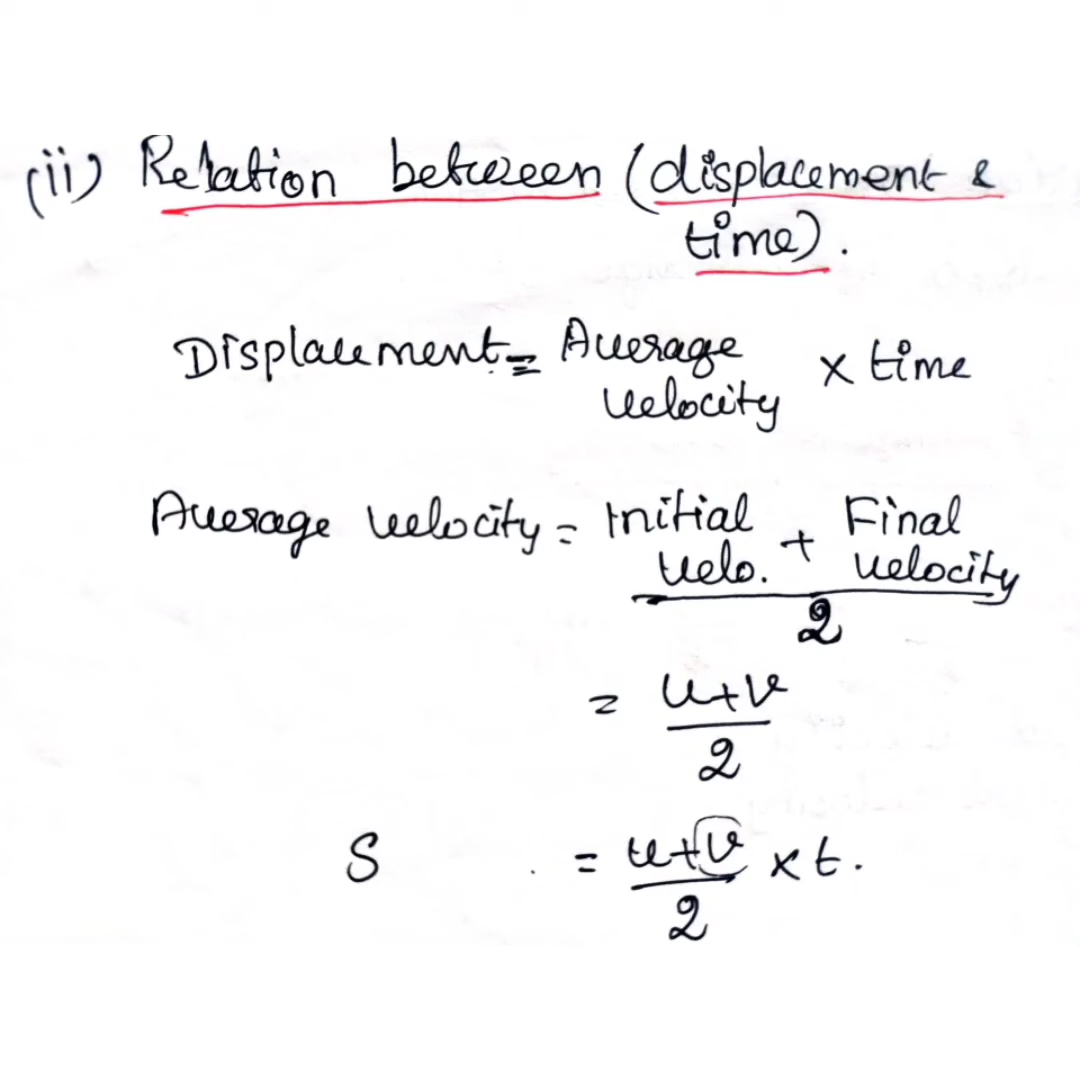 (ii) Relation between (displacement &
time).
Displacement = Average velocity x time
Average velocity = Initial velo. + Final velocity
2
= u+v
2
S = u+v x t.
2